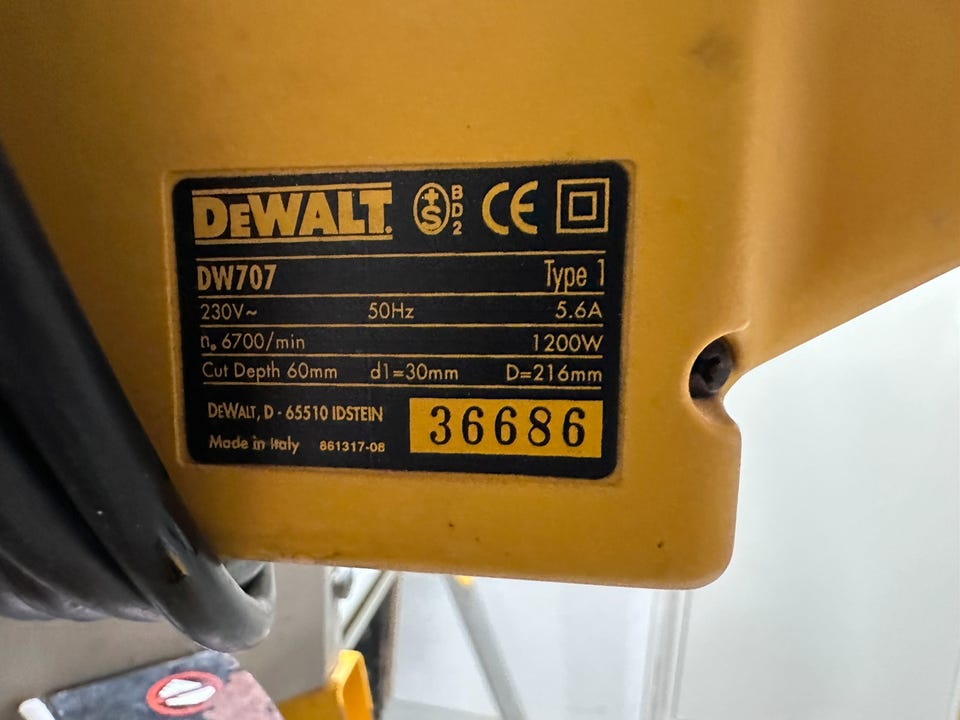 DEWALT. +S BD2 CE
DW707 Type 1
230V~ 50Hz 5.6A
n₀ 6700/min 1200W
Cut Depth 60mm d1=30mm D=216mm
DEWALT, D - 65510 IDSTEIN
Made in Italy 861317-08
36686